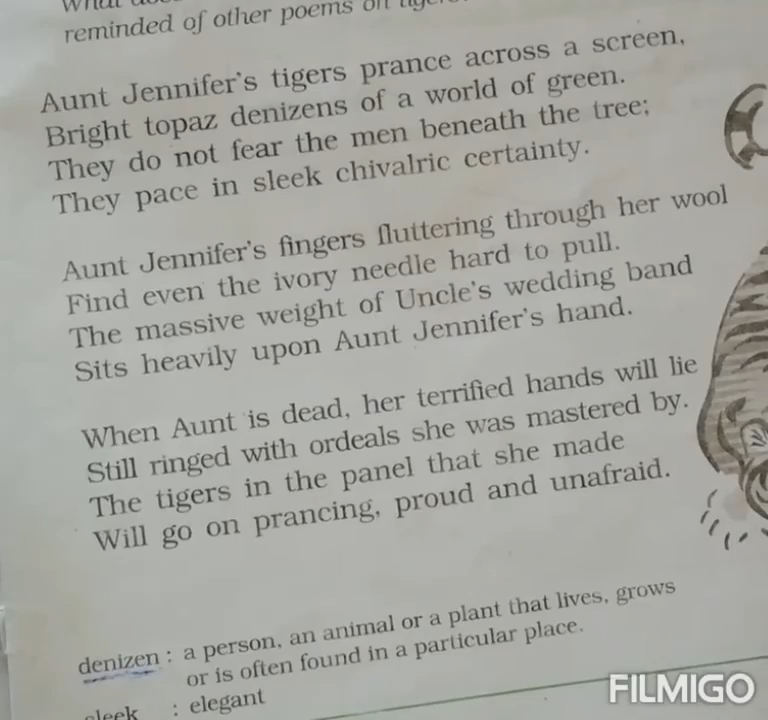 reminded of other poems on tigers
Aunt Jennifer's tigers prance across a screen,
Bright topaz denizens of a world of green.
They do not fear the men beneath the tree;
They pace in sleek chivalric certainty.
Aunt Jennifer's fingers fluttering through her wool
Find even the ivory needle hard to pull.
The massive weight of Uncle's wedding band
Sits heavily upon Aunt Jennifer's hand.
When Aunt is dead, her terrified hands will lie
Still ringed with ordeals she was mastered by.
The tigers in the panel that she made
Will go on prancing, proud and unafraid.
denizen : a person, an animal or a plant that lives, grows
or is often found in a particular place.
sleek : elegant
FILMIGO